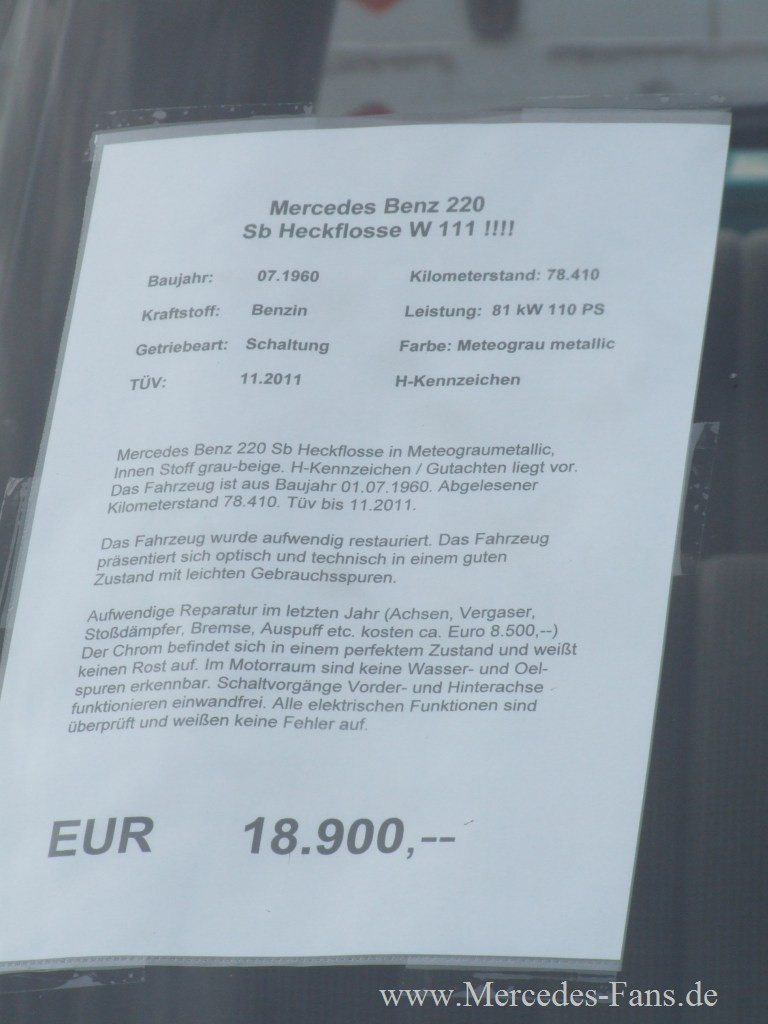 Mercedes Benz 220
Sb Heckflosse W 111 !!!!
Baujahr: 07.1960 Kilometerstand: 78.410
Kraftstoff: Benzin Leistung: 81 kW 110 PS
Getriebeart: Schaltung Farbe: Meteograu metallic
TÜV: 11.2011 H-Kennzeichen
Mercedes Benz 220 Sb Heckflosse in Meteograumetallic,
Innen Stoff grau-beige. H-Kennzeichen / Gutachten liegt vor.
Das Fahrzeug ist aus Baujahr 01.07.1960. Abgelesener
Kilometerstand 78.410. Tüv bis 11.2011.
Das Fahrzeug wurde aufwendig restauriert. Das Fahrzeug
präsentiert sich optisch und technisch in einem guten
Zustand mit leichten Gebrauchsspuren.
Aufwendige Reparatur im letzten Jahr (Achsen, Vergaser,
Stoßdämpfer, Bremse, Auspuff etc. kosten ca. Euro 8.500,--)
Der Chrom befindet sich in einem perfektem Zustand und weißt
keinen Rost auf. Im Motorraum sind keine Wasser- und Oel-
spuren erkennbar. Schaltvorgänge Vorder- und Hinterachse
funktionieren einwandfrei. Alle elektrischen Funktionen sind
überprüft und weißen keine Fehler auf.
EUR 18.900,--
www.Mercedes-Fans.de